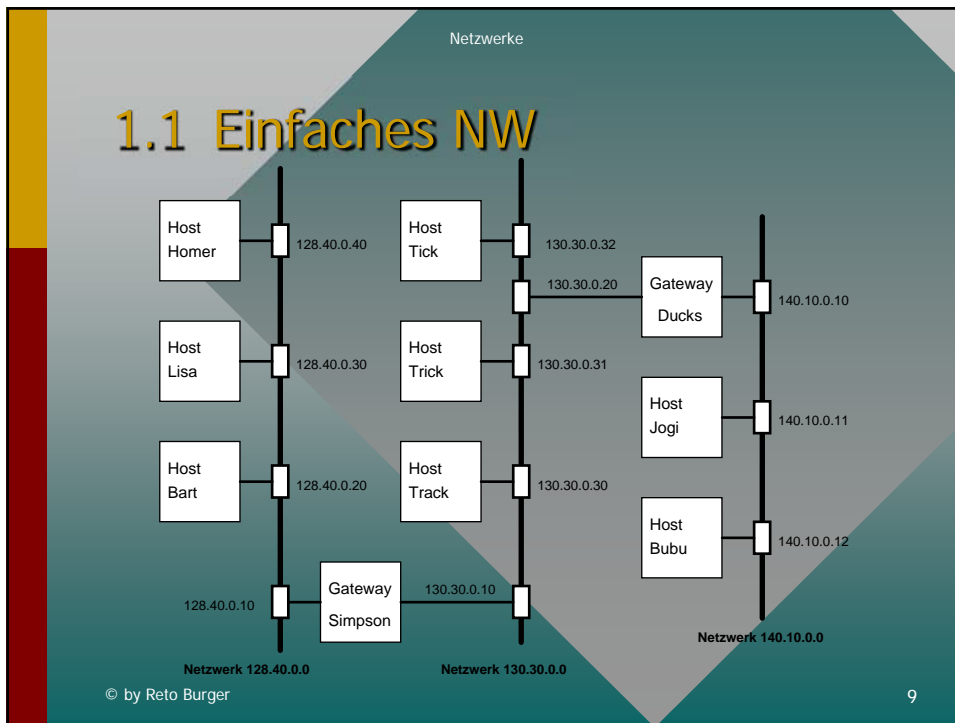 Netzwerke
1.1 Einfaches NW
Host
Homer
128.40.0.40
Host
Tick
130.30.0.32
130.30.0.20
Gateway
Ducks
140.10.0.10
Host
Lisa
128.40.0.30
Host
Trick
130.30.0.31
Host
Jogi
140.10.0.11
Host
Bart
128.40.0.20
Host
Track
130.30.0.30
Host
Bubu
140.10.0.12
128.40.0.10
Gateway
Simpson
130.30.0.10
Netzwerk 140.10.0.0
Netzwerk 128.40.0.0
Netzwerk 130.30.0.0
© by Reto Burger
9